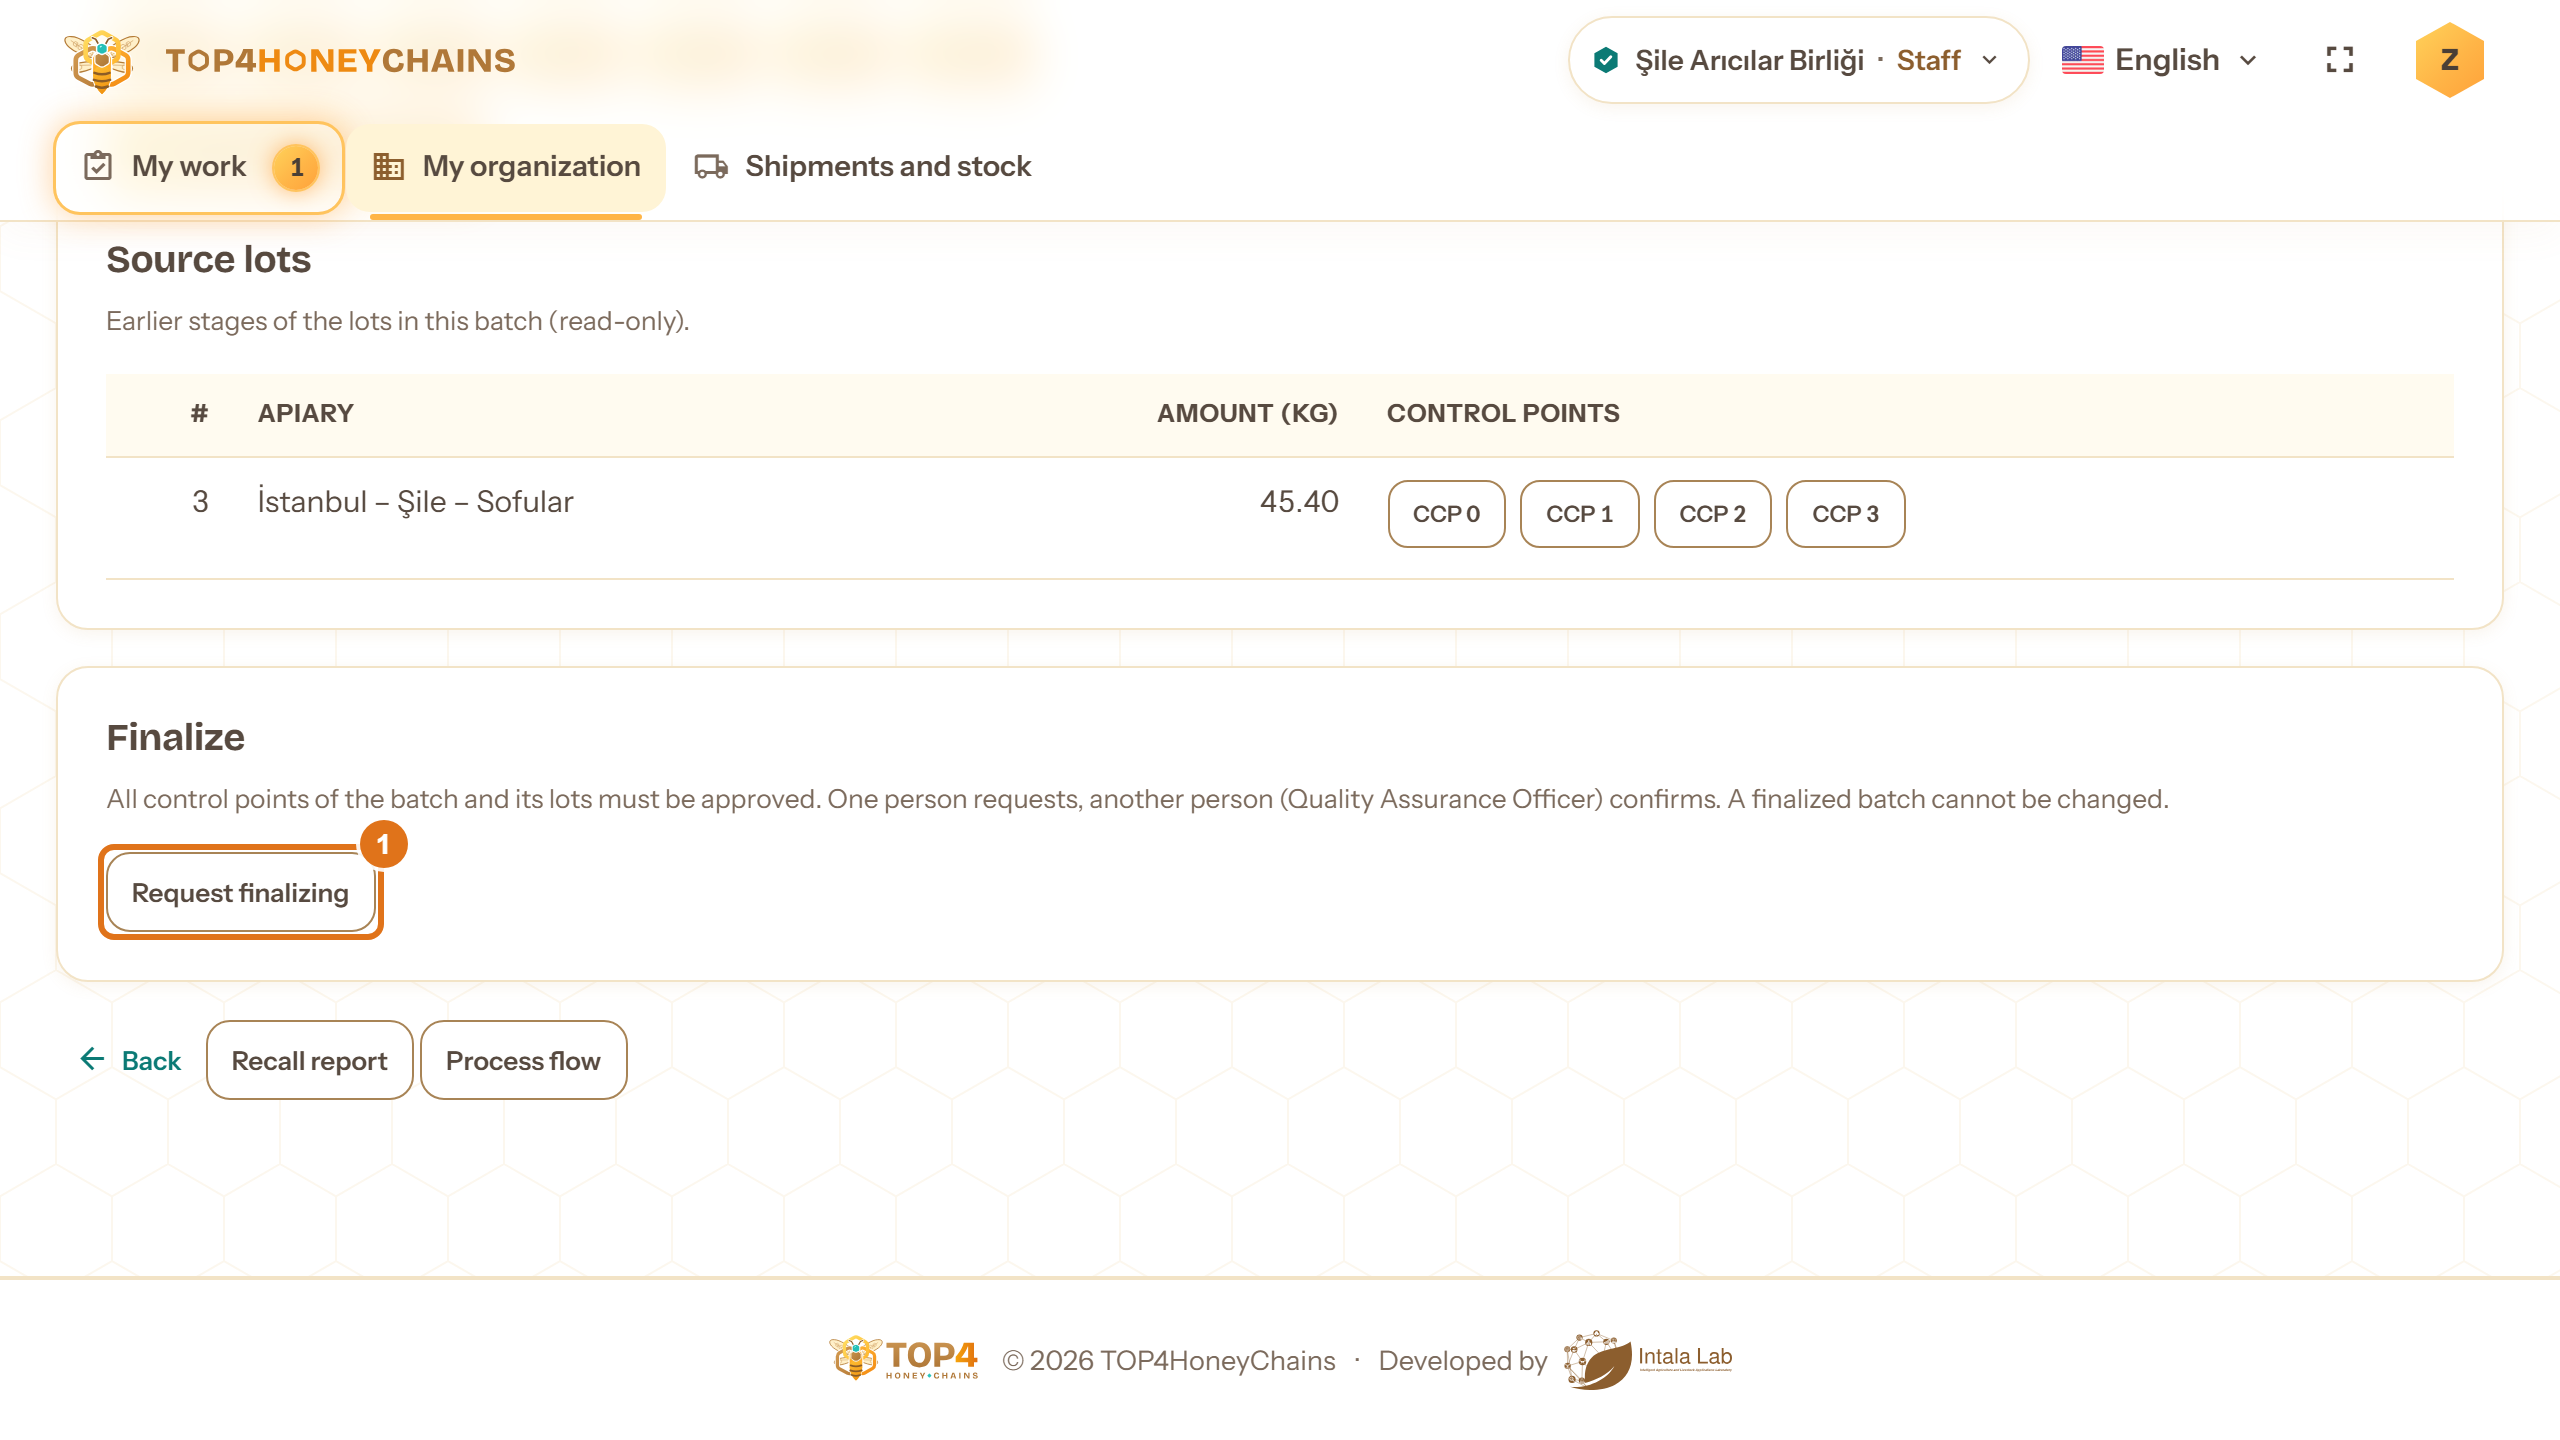 TOP4HONEYCHAINS
Şile Arıcılar Birliği · Staff
English
Z
My work 1
My organization
Shipments and stock
Source lots
Earlier stages of the lots in this batch (read-only).
# APIARY AMOUNT (KG) CONTROL POINTS
3 İstanbul – Şile – Sofular 45.40 CCP 0 CCP 1 CCP 2 CCP 3
Finalize
All control points of the batch and its lots must be approved. One person requests, another person (Quality Assurance Officer) confirms. A finalized batch cannot be changed.
1
Request finalizing
Back
Recall report
Process flow
TOP4
HONEY CHAINS
© 2026 TOP4HoneyChains · Developed by
Intala Lab